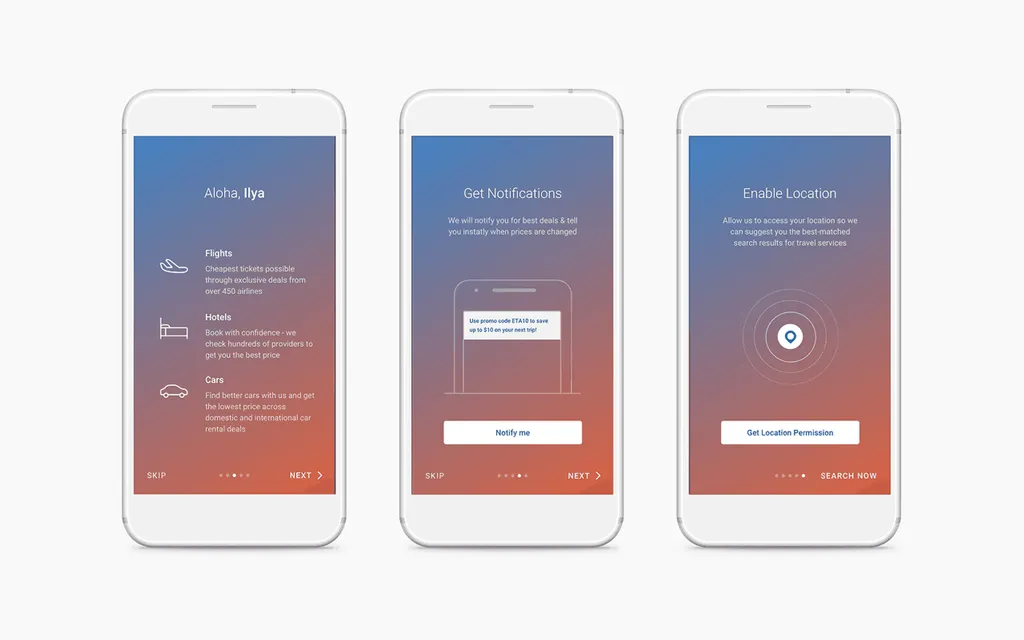 Aloha, Ilya
Flights
Cheapest tickets possible
through exclusive deals from
over 450 airlines
Hotels
Book with confidence - we
check hundreds of providers to
get you the best price
Cars
Find better cars with us and get
the lowest price across
domestic and international car
rental deals
SKIP
NEXT
Get Notifications
We will notify you for best deals & tell
you instatly when prices are changed
Use promo code ETA10 to save
up to $10 on your next trip!
Notify me
SKIP
NEXT
Enable Location
Allow us to access your location so we
can suggest you the best-matched
search results for travel services
Get Location Permission
SEARCH NOW